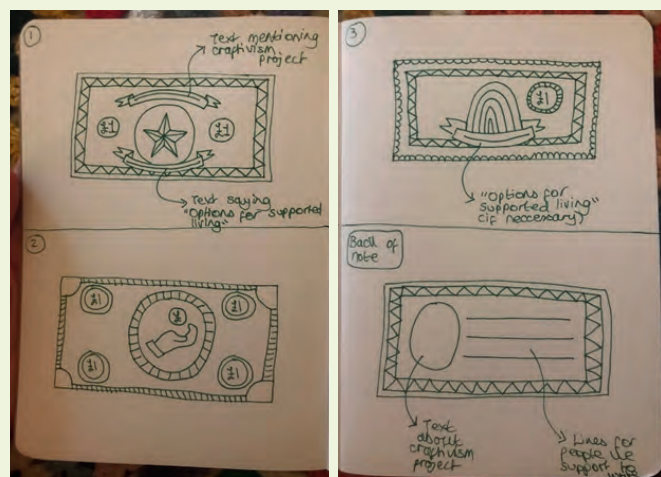 1
Text mentioning
craftivism
project
£1
£1
Text saying
"Options for supported
living"
2
£1
£1
£
£1
£1
3
£1
"Options for
supported living"
(if neccessary)
Back of
note
Text
about
craftivism
project
Lines for
people we
support to